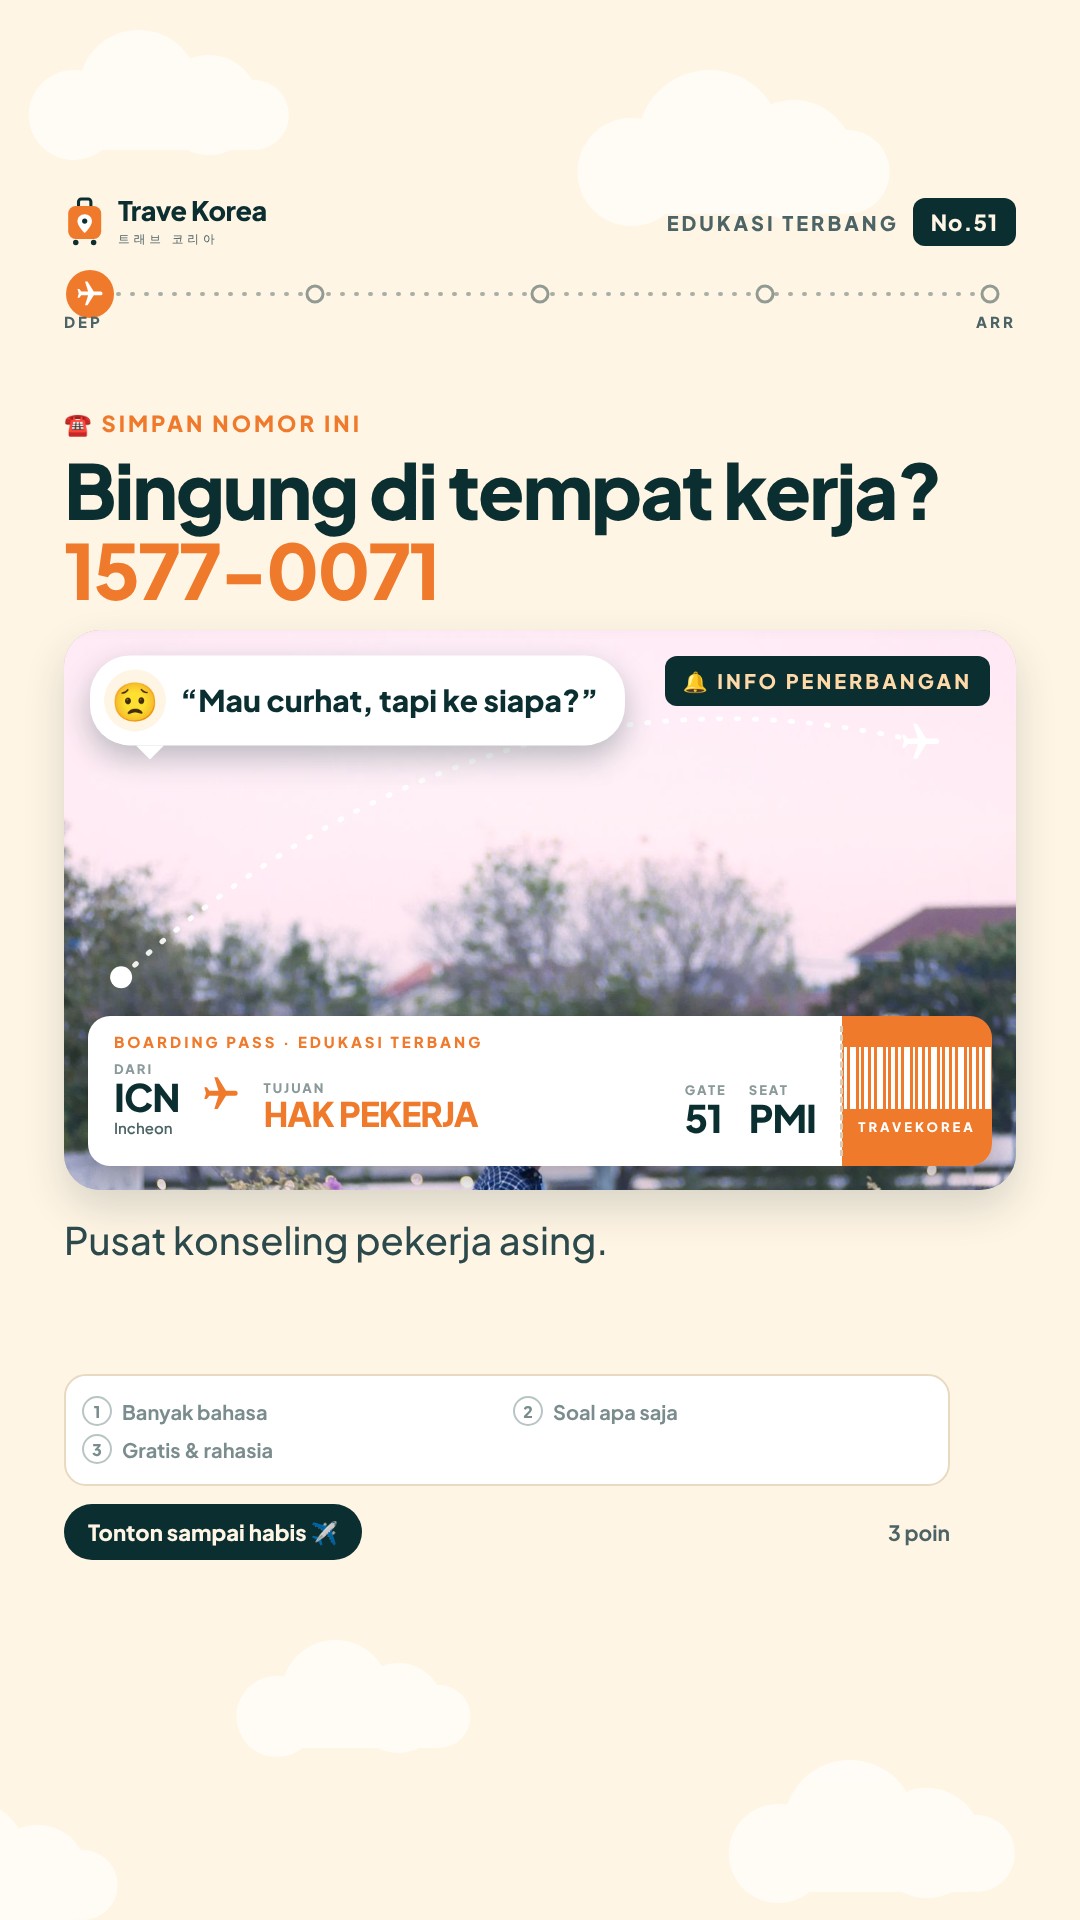 Trave Korea
트래브 코리아
EDUKASI TERBANG
No.51
DEP
ARR
☎️ SIMPAN NOMOR INI
Bingung di tempat kerja?
1577-0071
😟 “Mau curhat, tapi ke siapa?”
🔔 INFO PENERBANGAN
BOARDING PASS · EDUKASI TERBANG
DARI
ICN
Incheon
TUJUAN
HAK PEKERJA
GATE
51
SEAT
PMI
TRAVEKOREA
Pusat konseling pekerja asing.
1 Banyak bahasa
2 Soal apa saja
3 Gratis & rahasia
Tonton sampai habis ✈️
3 poin